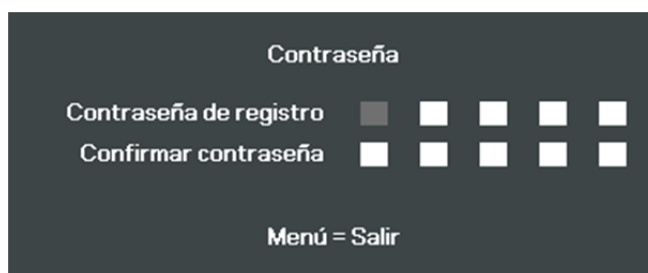 Contraseña
Contraseña de registro
Confirmar contraseña
Menú = Salir